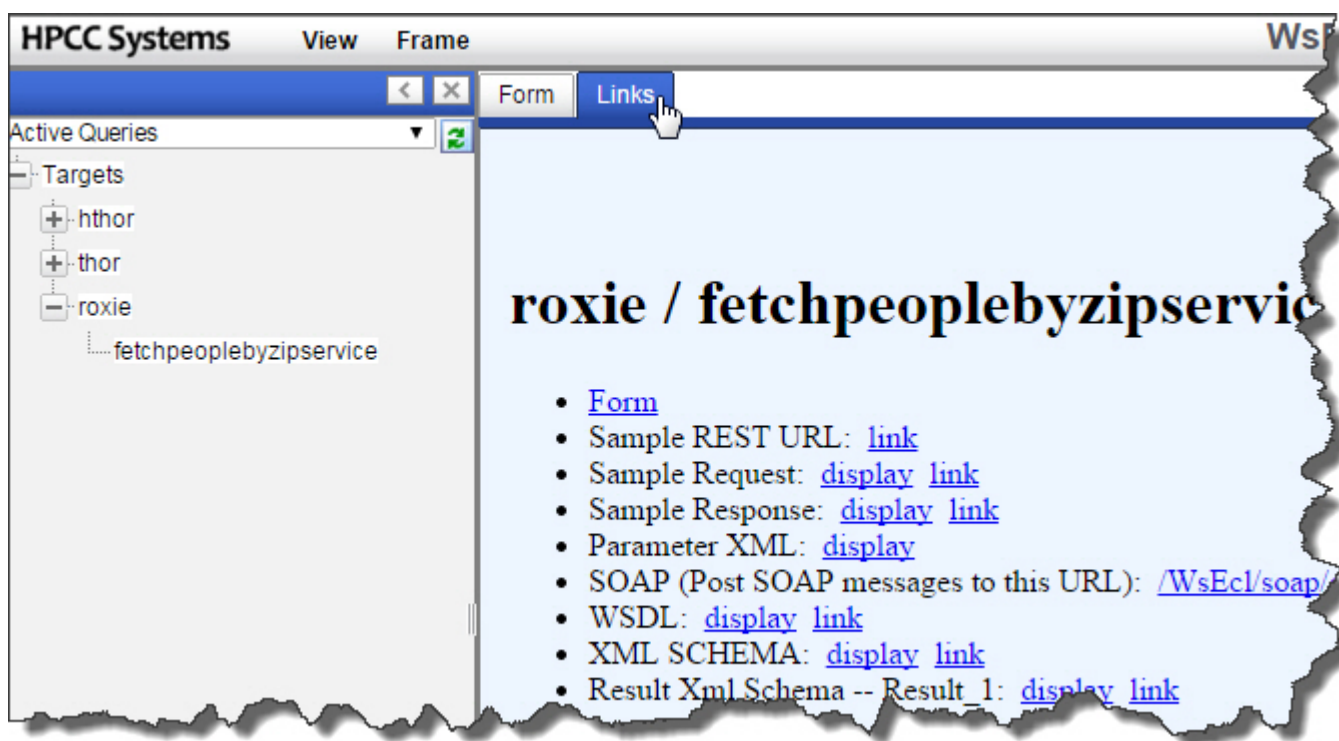 HPCC Systems View Frame
Form Links
Active Queries
Targets
hthor
thor
roxie
fetchpeoplebyzipservice
roxie / fetchpeoplebyzipservic
Form
Sample REST URL: link
Sample Request: display link
Sample Response: display link
Parameter XML: display
SOAP (Post SOAP messages to this URL): /WsEcl/soap/
WSDL: display link
XML SCHEMA: display link
Result Xml Schema -- Result_1: display link